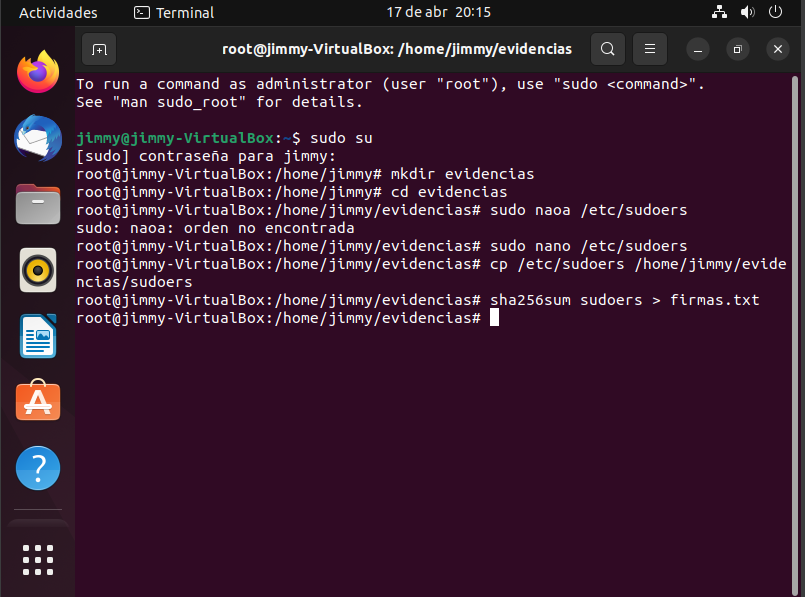 Actividades Terminal 17 de abr 20:15
root@jimmy-VirtualBox: /home/jimmy/evidencias
To run a command as administrator (user "root"), use "sudo <command>".
See "man sudo_root" for details.
jimmy@jimmy-VirtualBox:~$ sudo su
[sudo] contraseña para jimmy:
root@jimmy-VirtualBox:/home/jimmy# mkdir evidencias
root@jimmy-VirtualBox:/home/jimmy# cd evidencias
root@jimmy-VirtualBox:/home/jimmy/evidencias# sudo naoa /etc/sudoers
sudo: naoa: orden no encontrada
root@jimmy-VirtualBox:/home/jimmy/evidencias# sudo nano /etc/sudoers
root@jimmy-VirtualBox:/home/jimmy/evidencias# cp /etc/sudoers /home/jimmy/evide
ncias/sudoers
root@jimmy-VirtualBox:/home/jimmy/evidencias# sha256sum sudoers > firmas.txt
root@jimmy-VirtualBox:/home/jimmy/evidencias#